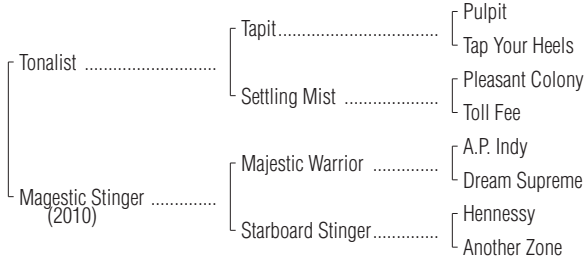 Pulpit
Tapit..................................
Tap Your Heels
Tonalist ............................
Pleasant Colony
Settling Mist ....................
Toll Fee
A.P. Indy
Majestic Warrior ................
Dream Supreme
Magestic Stinger ..............
(2010)
Hennessy
Starboard Stinger..............
Another Zone